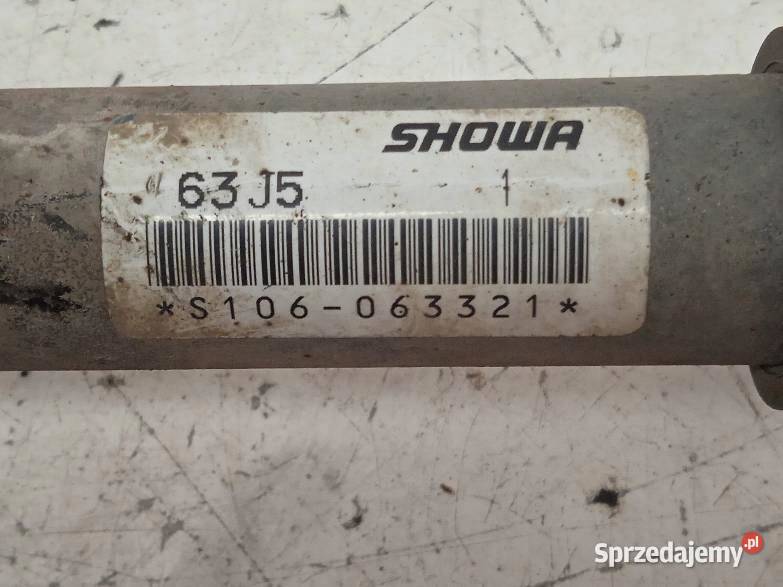 SHOWA
63J5 1
*S106-063321*
Sprzedajemy.pl